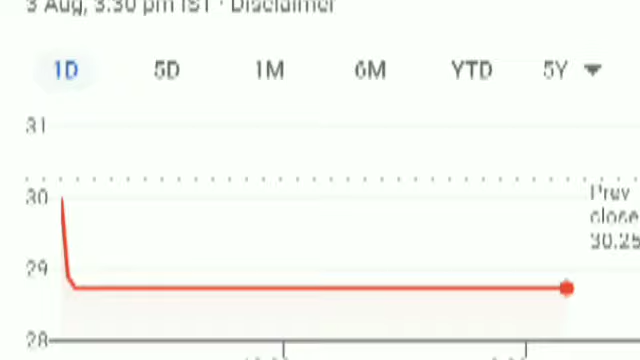 3 Aug, 3:30 pm IST · Disclaimer
1D 5D 1M 6M YTD 5Y
31
30
29
28
Prev
close
30.25